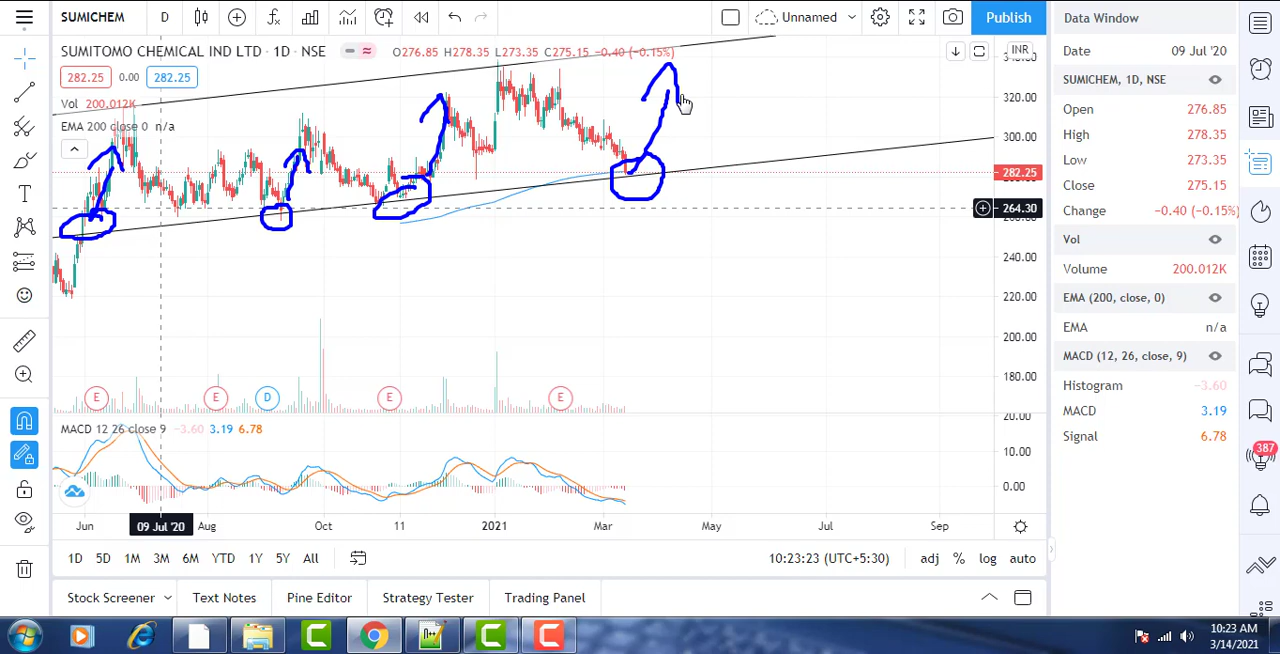 SUMICHEM D Unnamed Publish Data Window
SUMITOMO CHEMICAL IND LTD · 1D · NSE O276.85 H278.35 L273.35 C275.15 −0.40 (−0.15%) INR
282.25 0.00 282.25
Vol 200.012K
EMA 200 close 0 n/a
320.00
300.00
282.25
264.30
240.00
220.00
200.00
180.00
E E D E E
MACD 12 26 close 9 −3.60 3.19 6.78
20.00
10.00
0.00
Jun 09 Jul '20 Aug Oct 11 2021 Mar May Jul Sep
1D 5D 1M 3M 6M YTD 1Y 5Y All 10:23:23 (UTC+5:30) adj % log auto
Stock Screener Text Notes Pine Editor Strategy Tester Trading Panel
Date 09 Jul '20
SUMICHEM, 1D, NSE
Open 276.85
High 278.35
Low 273.35
Close 275.15
Change −0.40 (−0.15%)
Vol
Volume 200.012K
EMA (200, close, 0)
EMA n/a
MACD (12, 26, close, 9)
Histogram −3.60
MACD 3.19
Signal 6.78
387
10:23 AM
3/14/2021